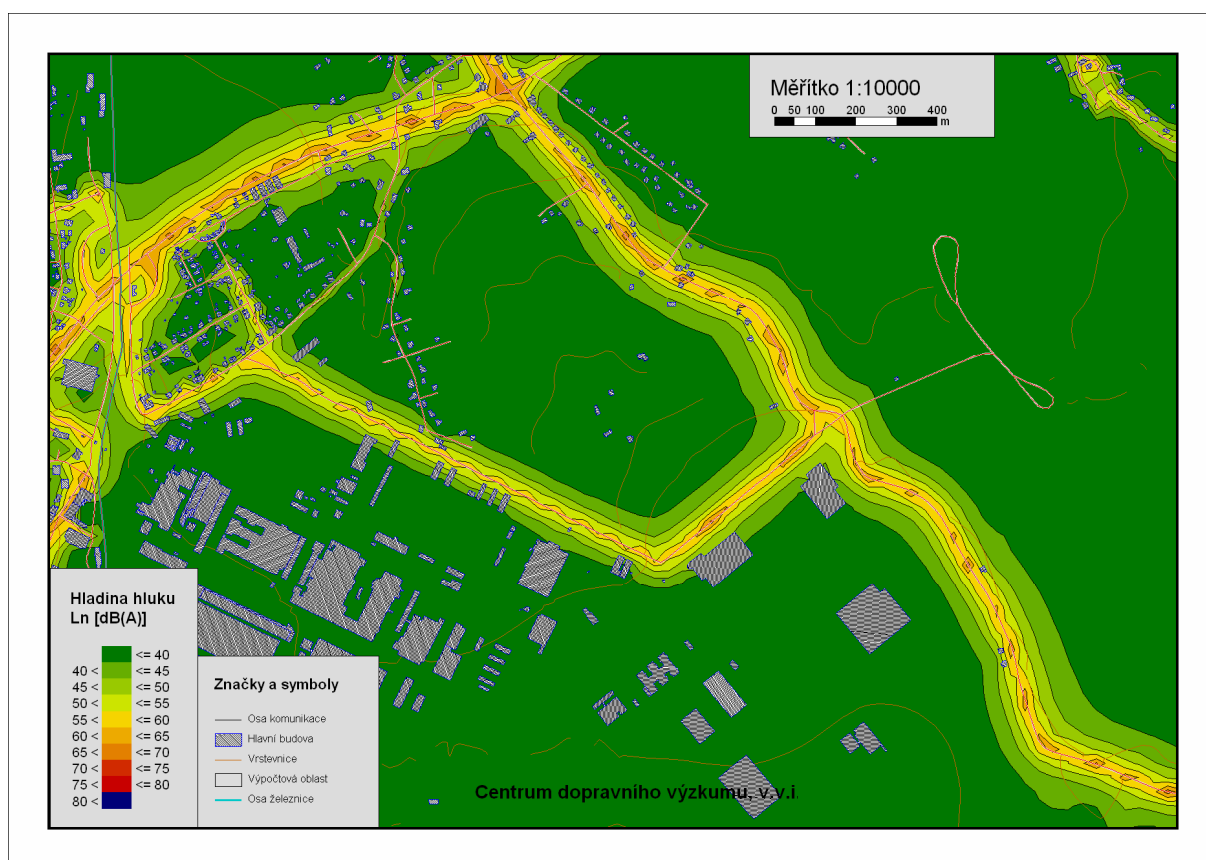 Měřítko 1:10000
0 50 100 200 300 400
m
Hladina hluku
Ln [dB(A)]
<= 40
40 < <= 45
45 < <= 50
50 < <= 55
55 < <= 60
60 < <= 65
65 < <= 70
70 < <= 75
75 < <= 80
80 <
Značky a symboly
Osa komunikace
Hlavní budova
Vrstevnice
Výpočtová oblast
Osa železnice
Centrum dopravního výzkumu, v.v.i